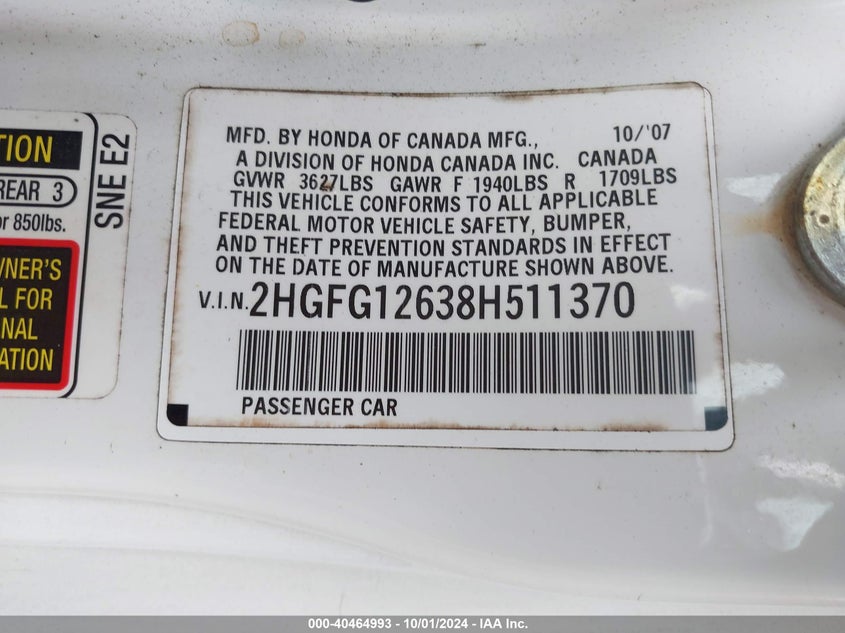 TION
REAR 3
or 850lbs.
WNER'S
L FOR
NAL
ATION
SNE E2
MFD. BY HONDA OF CANADA MFG., 10/'07
A DIVISION OF HONDA CANADA INC. CANADA
GVWR 3627LBS GAWR F 1940LBS R 1709LBS
THIS VEHICLE CONFORMS TO ALL APPLICABLE
FEDERAL MOTOR VEHICLE SAFETY, BUMPER,
AND THEFT PREVENTION STANDARDS IN EFFECT
ON THE DATE OF MANUFACTURE SHOWN ABOVE.
V.I.N. 2HGFG12638H511370
PASSENGER CAR
000-40464993 - 10/01/2024 - IAA Inc.